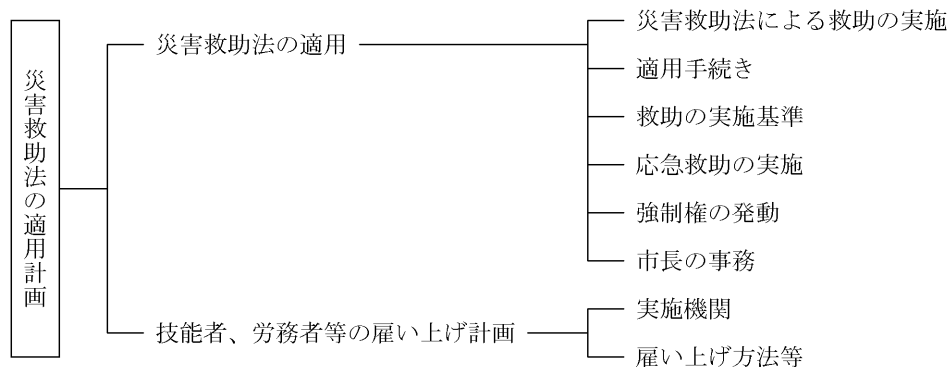 災害救助法の適用計画
災害救助法の適用
災害救助法による救助の実施
適用手続き
救助の実施基準
応急救助の実施
強制権の発動
市長の事務
技能者、労務者等の雇い上げ計画
実施機関
雇い上げ方法等